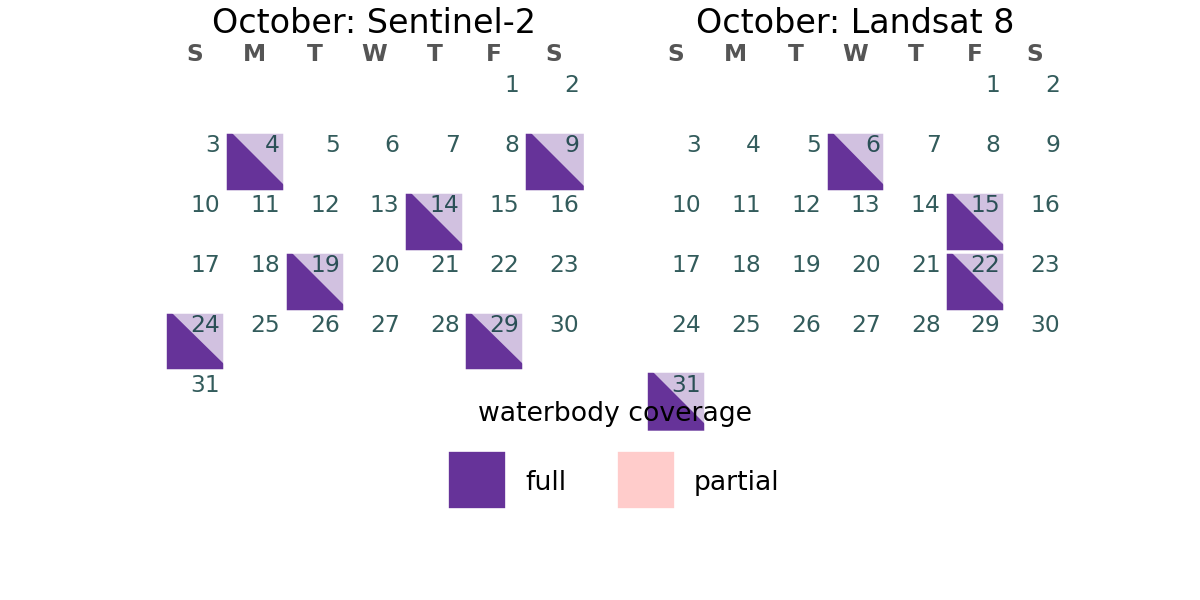 October: Sentinel-2
S M T W T F S
1 2
3 4 5 6 7 8 9
10 11 12 13 14 15 16
17 18 19 20 21 22 23
24 25 26 27 28 29 30
31
October: Landsat 8
S M T W T F S
1 2
3 4 5 6 7 8 9
10 11 12 13 14 15 16
17 18 19 20 21 22 23
24 25 26 27 28 29 30
31
waterbody coverage
full partial